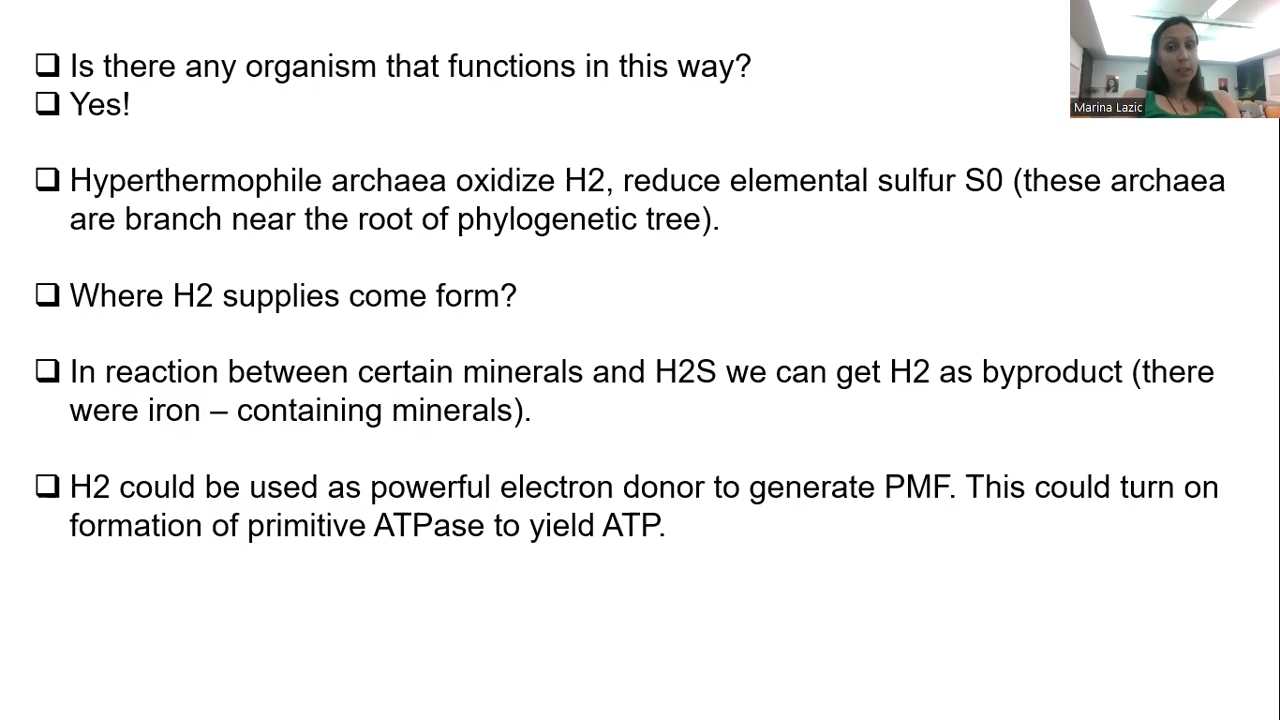 ❑ Is there any organism that functions in this way?
❑ Yes!
❑ Hyperthermophile archaea oxidize H2, reduce elemental sulfur S0 (these archaea
are branch near the root of phylogenetic tree).
❑ Where H2 supplies come form?
❑ In reaction between certain minerals and H2S we can get H2 as byproduct (there
were iron – containing minerals).
❑ H2 could be used as powerful electron donor to generate PMF. This could turn on
formation of primitive ATPase to yield ATP.
Marina Lazic